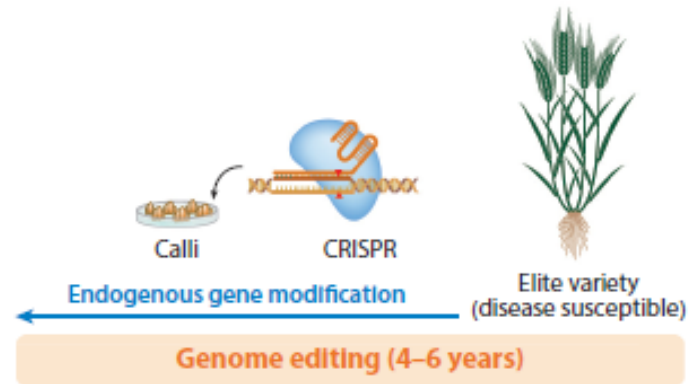 Calli
CRISPR
Endogenous gene modification
Elite variety
(disease susceptible)
Genome editing (4–6 years)